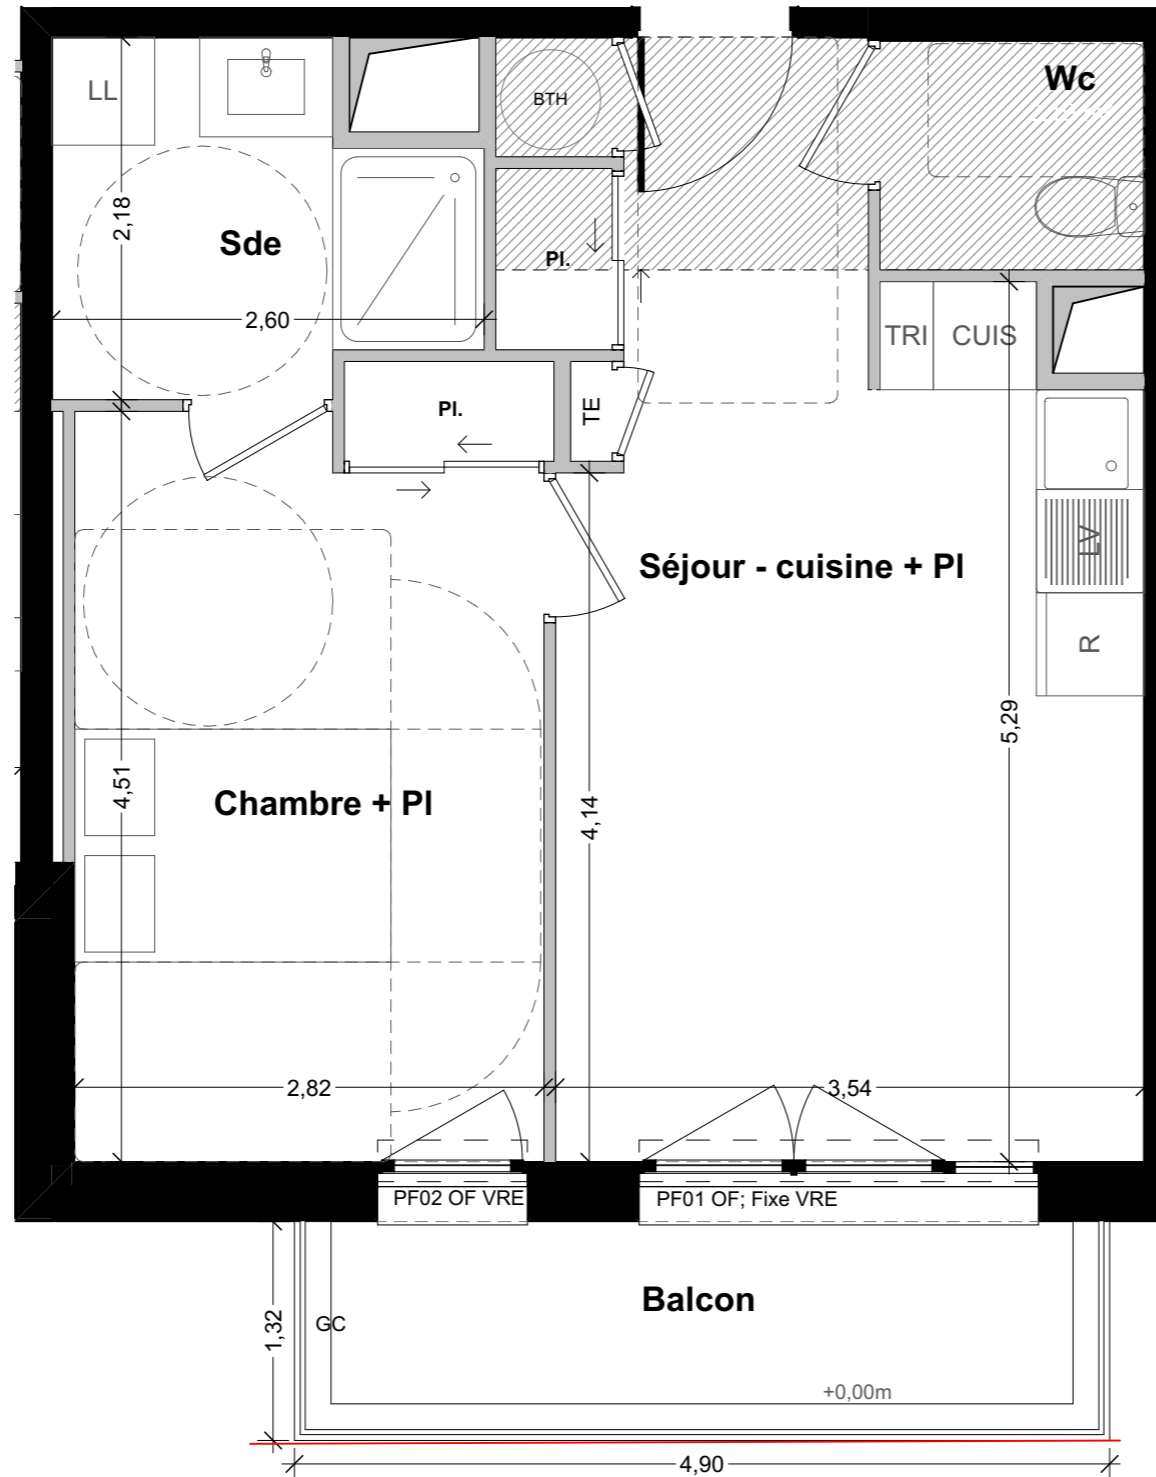 LL
BTH
Wc
2,18
Sde
Pl.
2,60
TRI
CUIS
Pl.
TE
LV
Séjour - cuisine + Pl
R
5,29
4,51
Chambre + Pl
4,14
2,82
3,54
PF02 OF VRE
PF01 OF; Fixe VRE
Balcon
1,32
GC
+0,00m
4,90